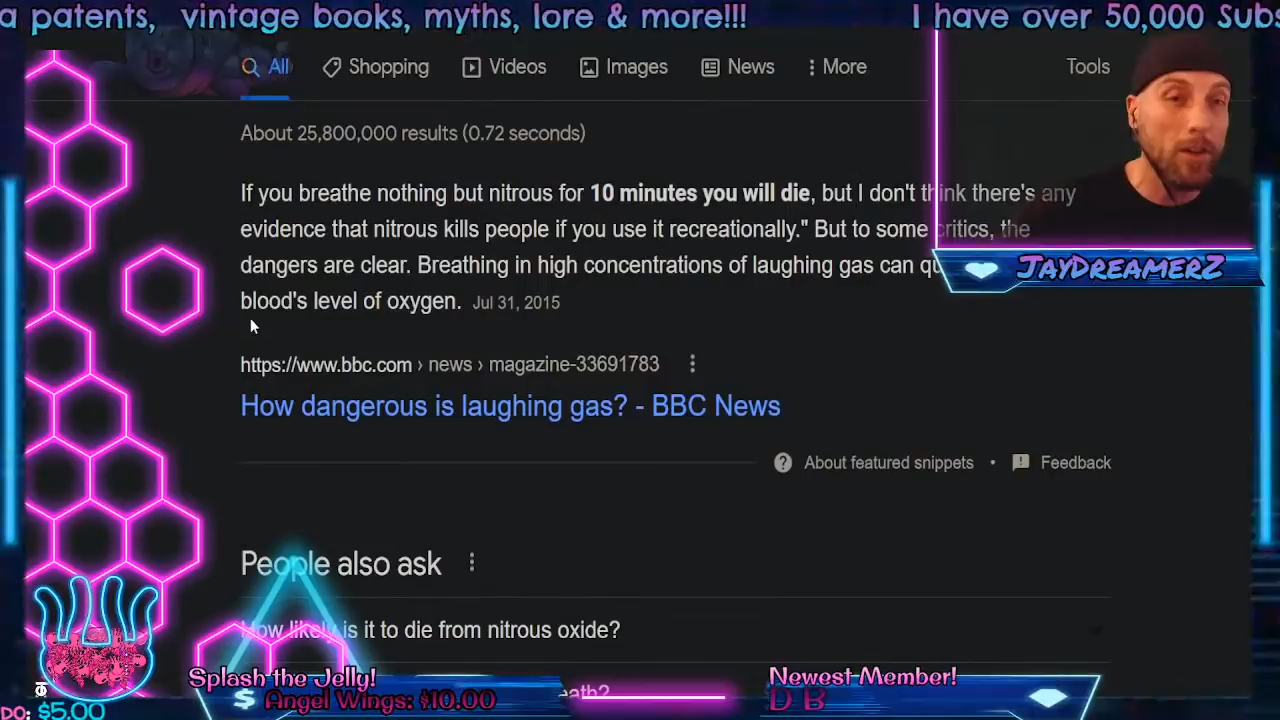 a patents, vintage books, myths, lore & more!!! I have over 50,000 Subs
All Shopping Videos Images News More Tools
About 25,800,000 results (0.72 seconds)
If you breathe nothing but nitrous for 10 minutes you will die, but I don't think there's any
evidence that nitrous kills people if you use it recreationally." But to some critics, the
dangers are clear. Breathing in high concentrations of laughing gas can qu
blood's level of oxygen. Jul 31, 2015
JayDreamerZ
https://www.bbc.com › news › magazine-33691783
How dangerous is laughing gas? - BBC News
About featured snippets • Feedback
People also ask
How likely is it to die from nitrous oxide?
eath?
Splash the Jelly!
$ Angel Wings: $10.00
Newest Member!
D B
DO: $5.00